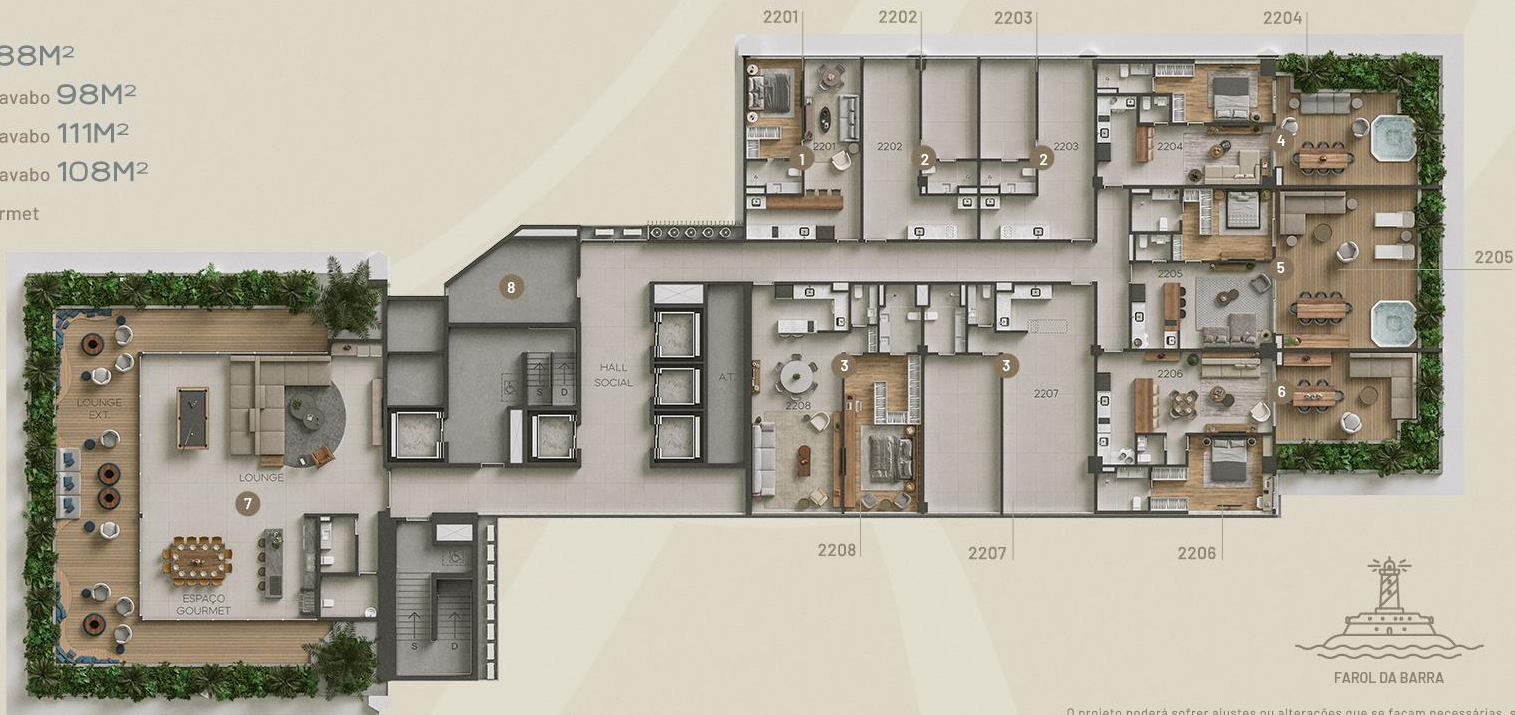 2201
2202
2203
2204
88M²
avabo 98M²
avabo 111M²
avabo 108M²
rmet
2201
2202
2203
2204
1
2
2
4
2205
5
2205
8
HALL
SOCIAL
A.T.
3
3
2206
6
2207
2208
S
D
LOUNGE
EXT.
LOUNGE
7
ESPAÇO
GOURMET
2208
2207
2206
S
D
FAROL DA BARRA
O projeto poderá sofrer ajustes ou alterações que se façam necessárias, s